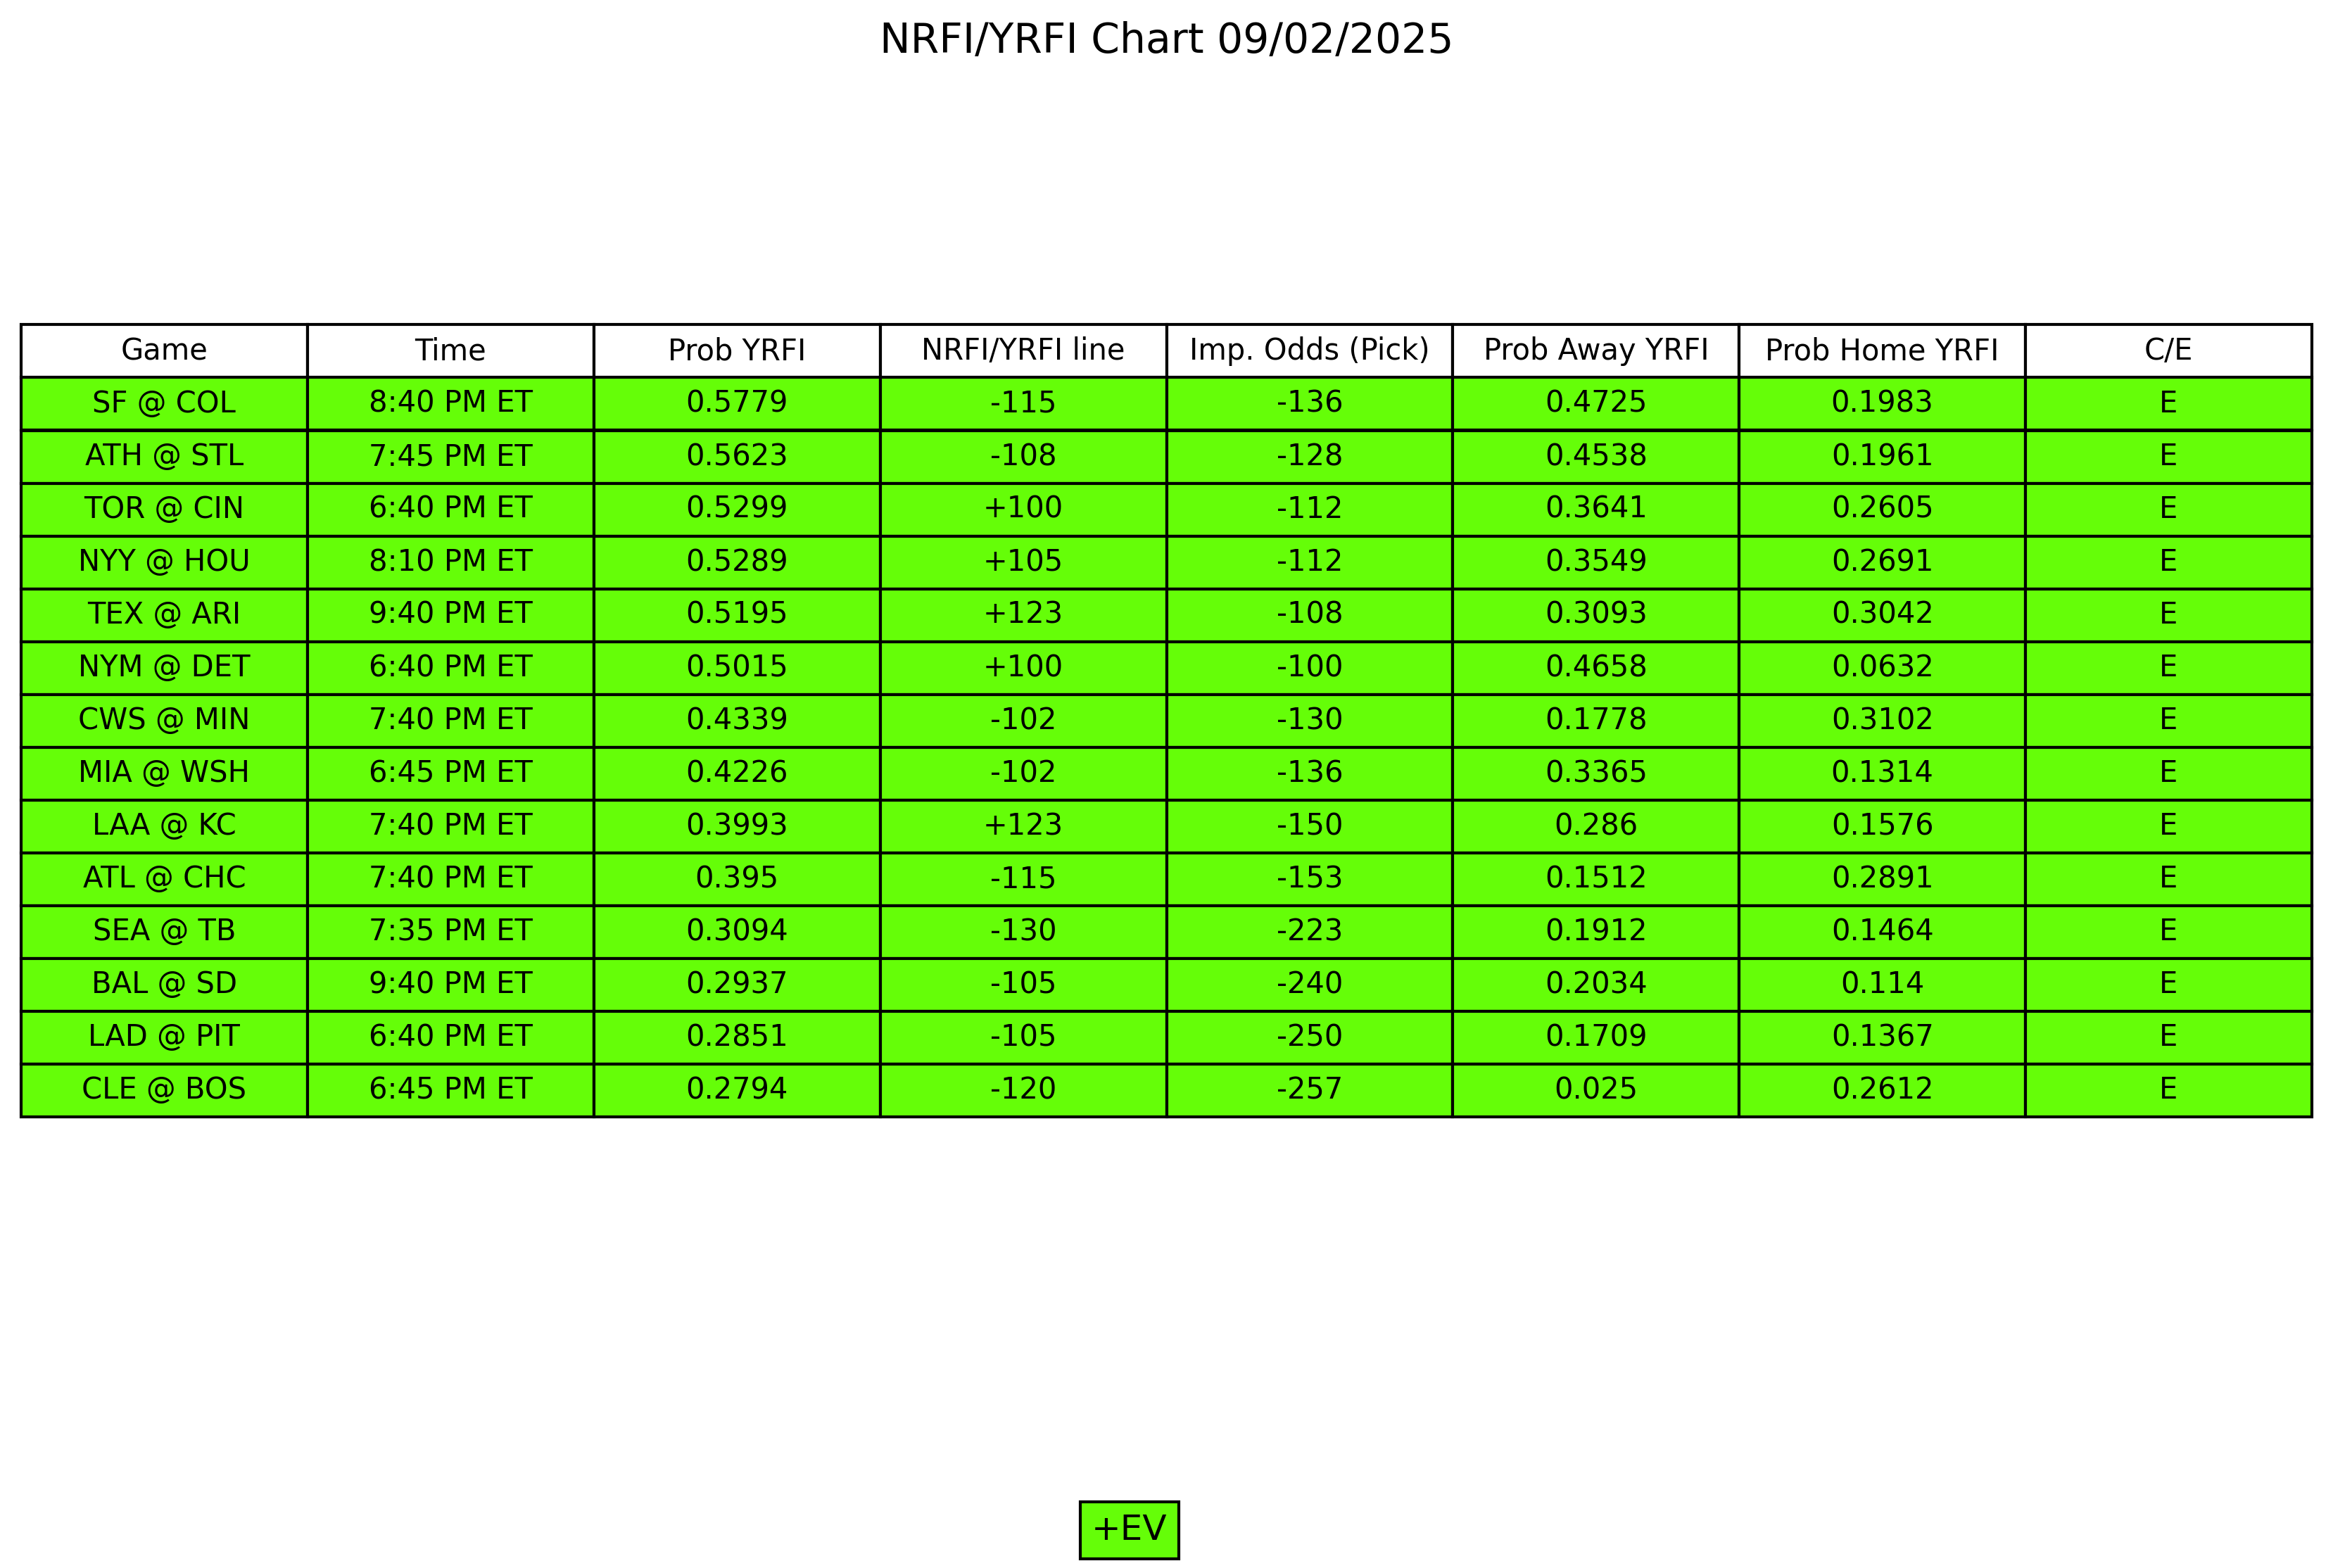 NRFI/YRFI Chart 09/02/2025
Game Time Prob YRFI NRFI/YRFI line Imp. Odds (Pick) Prob Away YRFI Prob Home YRFI C/E
SF @ COL 8:40 PM ET 0.5779 -115 -136 0.4725 0.1983 E
ATH @ STL 7:45 PM ET 0.5623 -108 -128 0.4538 0.1961 E
TOR @ CIN 6:40 PM ET 0.5299 +100 -112 0.3641 0.2605 E
NYY @ HOU 8:10 PM ET 0.5289 +105 -112 0.3549 0.2691 E
TEX @ ARI 9:40 PM ET 0.5195 +123 -108 0.3093 0.3042 E
NYM @ DET 6:40 PM ET 0.5015 +100 -100 0.4658 0.0632 E
CWS @ MIN 7:40 PM ET 0.4339 -102 -130 0.1778 0.3102 E
MIA @ WSH 6:45 PM ET 0.4226 -102 -136 0.3365 0.1314 E
LAA @ KC 7:40 PM ET 0.3993 +123 -150 0.286 0.1576 E
ATL @ CHC 7:40 PM ET 0.395 -115 -153 0.1512 0.2891 E
SEA @ TB 7:35 PM ET 0.3094 -130 -223 0.1912 0.1464 E
BAL @ SD 9:40 PM ET 0.2937 -105 -240 0.2034 0.114 E
LAD @ PIT 6:40 PM ET 0.2851 -105 -250 0.1709 0.1367 E
CLE @ BOS 6:45 PM ET 0.2794 -120 -257 0.025 0.2612 E
+EV